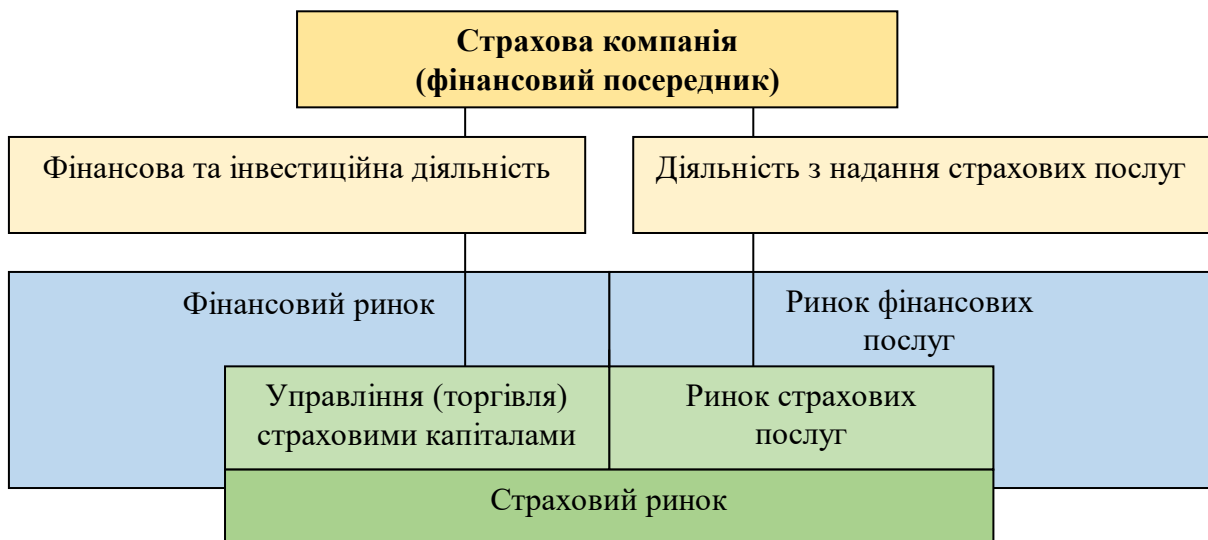 Страхова компанія
(фінансовий посередник)
Фінансова та інвестиційна діяльність
Діяльність з надання страхових послуг
Фінансовий ринок
Ринок фінансових
послуг
Управління (торгівля)
страховими капіталами
Ринок страхових
послуг
Страховий ринок